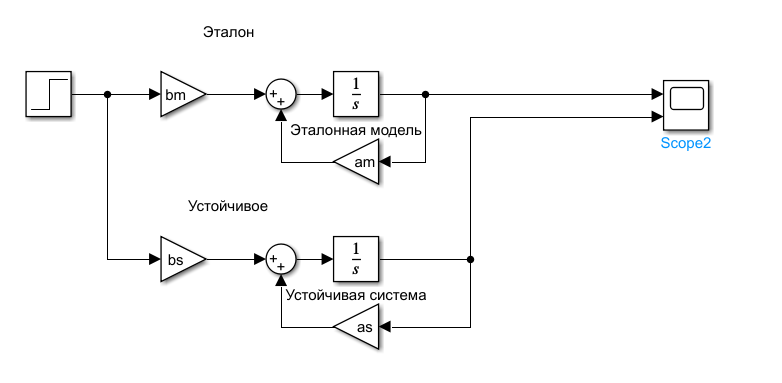 Эталон
bm
+
+
1
s
Эталонная модель
am
Scope2
Устойчивое
bs
+
+
1
s
Устойчивая система
as